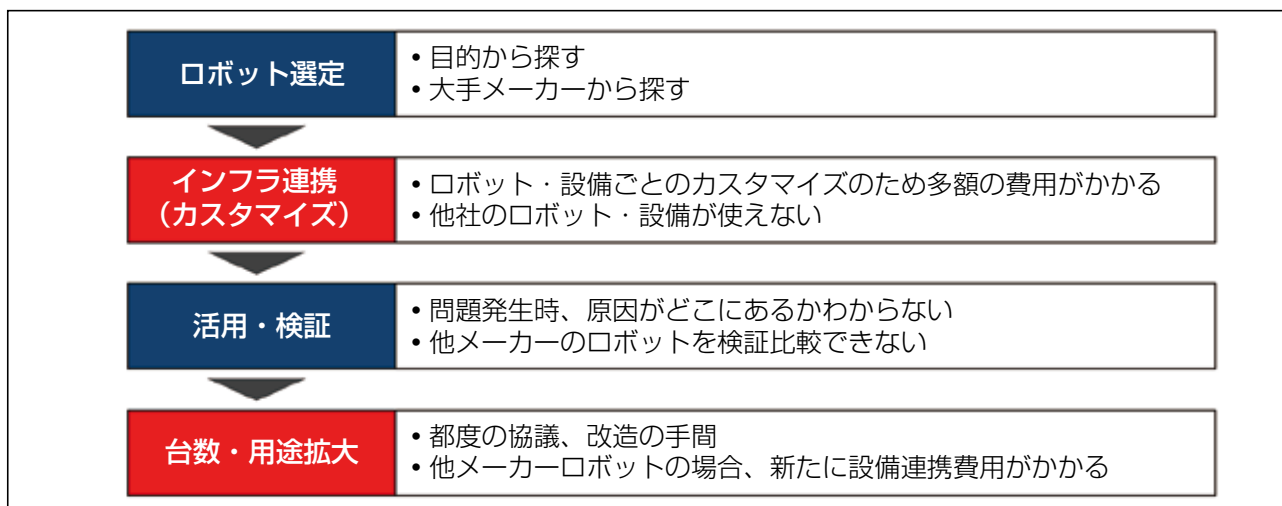 ロボット選定
• 目的から探す
• 大手メーカーから探す
インフラ連携
（カスタマイズ）
• ロボット・設備ごとのカスタマイズのため多額の費用がかかる
• 他社のロボット・設備が使えない
活用・検証
• 問題発生時、原因がどこにあるかわからない
• 他メーカーのロボットを検証比較できない
台数・用途拡大
• 都度の協議、改造の手間
• 他メーカーロボットの場合、新たに設備連携費用がかかる